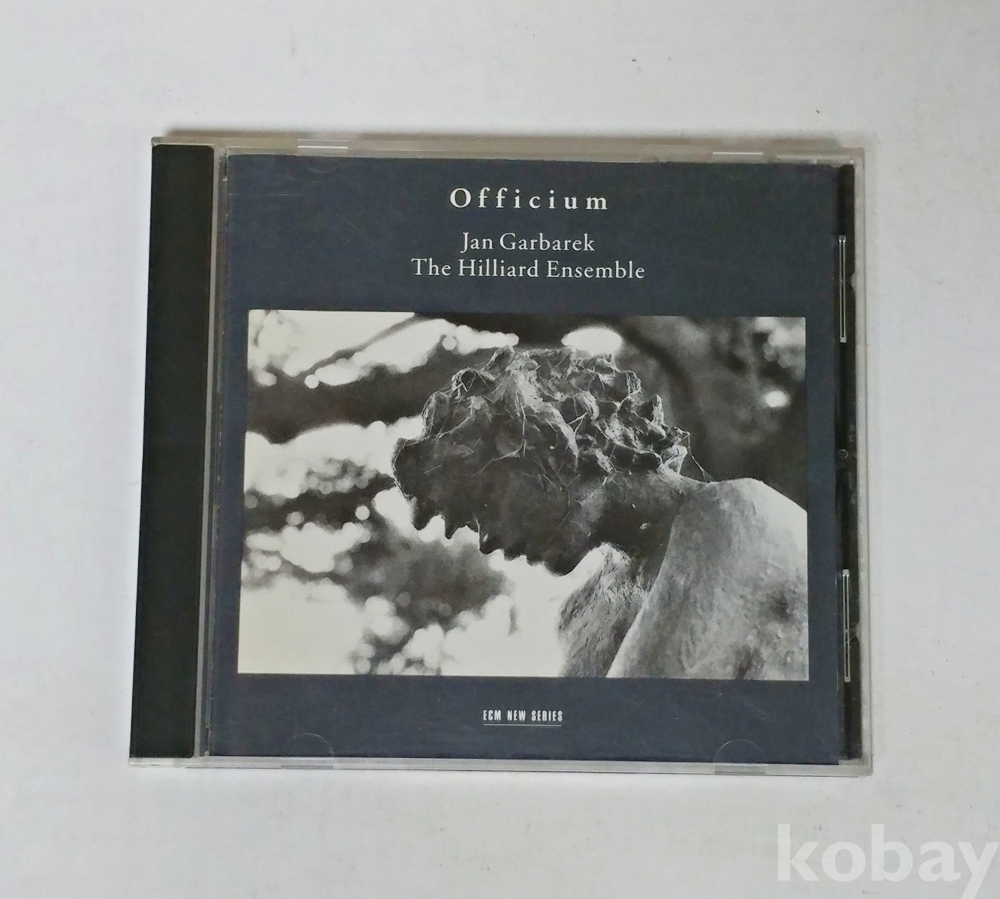 Officium
Jan Garbarek
The Hilliard Ensemble
ECM NEW SERIES
kobay